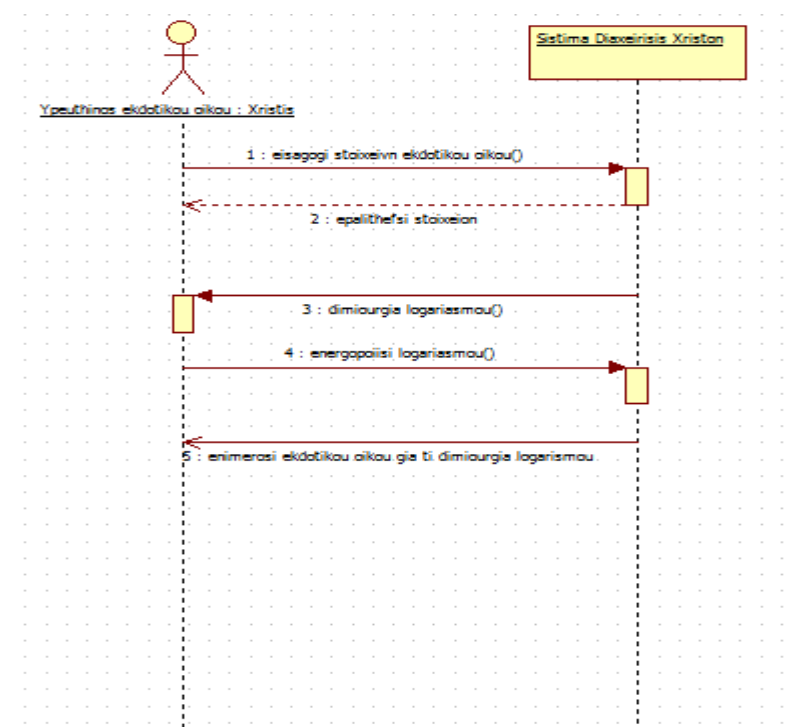 Sistima Diaxeirisis Xriston
Ypeuthinos ekdotikou oikou : Xristis
1 : eisagogi stoixeivn ekdotikou oikou()
2 : epalithefsi stoixeion
3 : dimiourgia logariasmou()
4 : energopoiisi logariasmou()
5 : enimerosi ekdotikou oikou gia ti dimiourgia logarismou